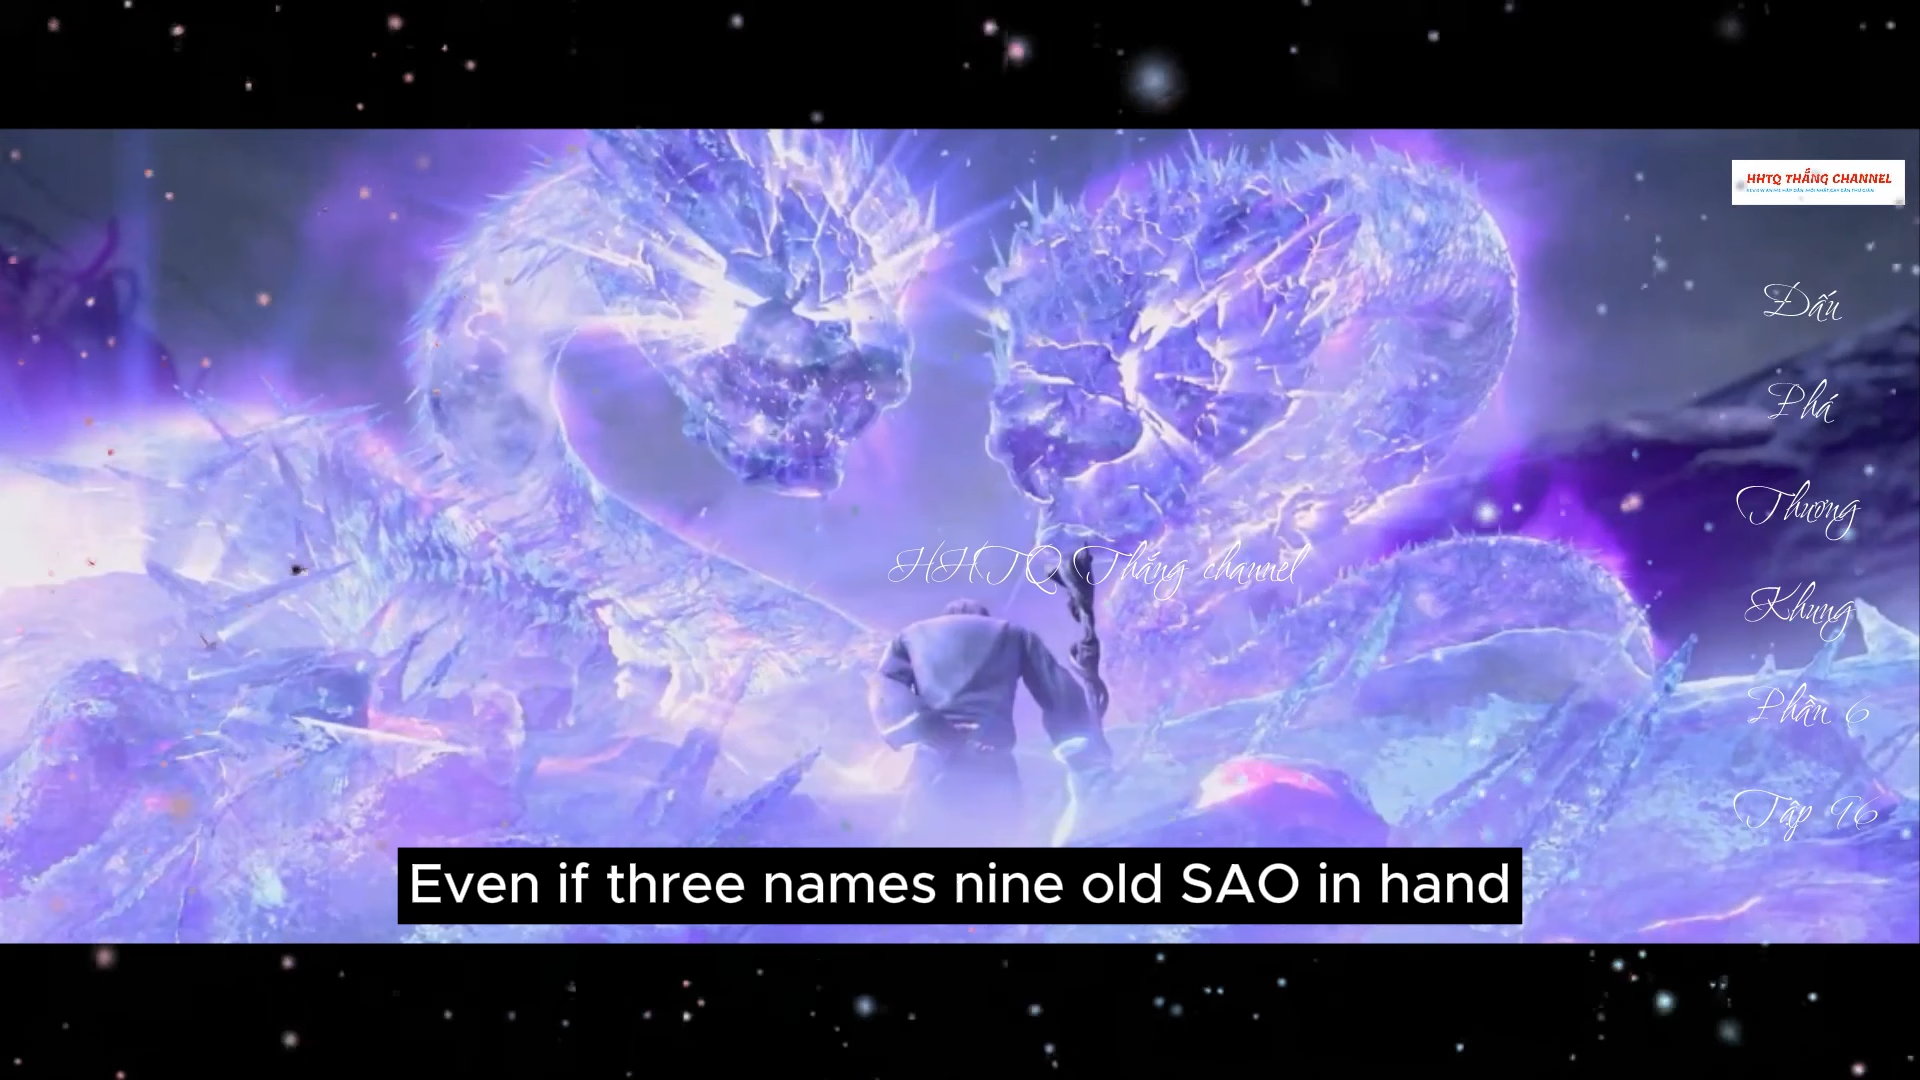 HHTQ THẮNG CHANNEL
Đấu
Phá
Thương
Khung
Phần 6
Tập 96
HHTQ Thắng channel
Even if three names nine old SAO in hand